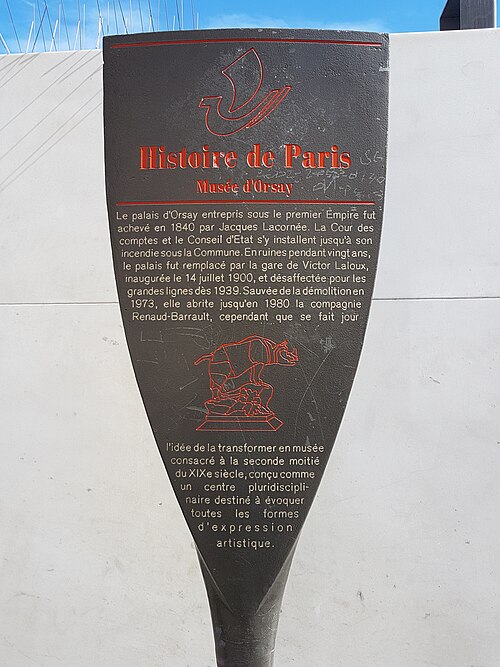 Histoire de Paris
Musée d'Orsay
Le palais d'Orsay entrepris sous le premier Empire fut
achevé en 1840 par Jacques Lacornée. La Cour des
comptes et le Conseil d'Etat s'y installent jusqu'à son
incendie sous la Commune. En ruines pendant vingt ans,
le palais fut remplacé par la gare de Victor Laloux,
inaugurée le 14 juillet 1900, et désaffectée pour les
grandes lignes dès 1939. Sauvée de la démolition en
1973, elle abrite jusqu'en 1980 la compagnie
Renaud-Barrault, cependant que se fait jour
l'idée de la transformer en musée
consacré à la seconde moitié
du XIXe siècle, conçu comme
un centre pluridiscipli-
naire destiné à évoquer
toutes les formes
d'expression
artistique.